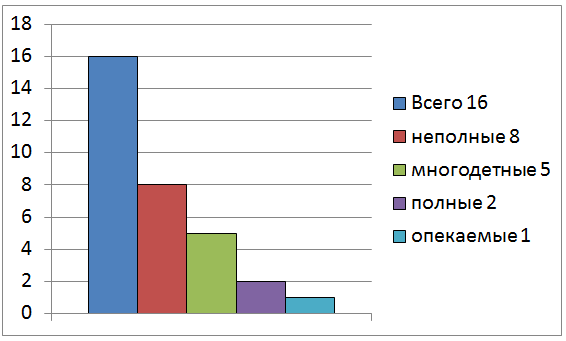 18
16
14
12
10
8
6
4
2
0
Всего 16
неполные 8
многодетные 5
полные 2
опекаемые 1